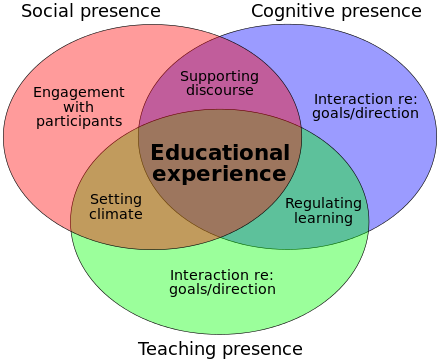 Social presence
Cognitive presence
Supporting
discourse
Engagement
with
participants
Interaction re:
goals/direction
Educational
experience
Setting
climate
Regulating
learning
Interaction re:
goals/direction
Teaching presence